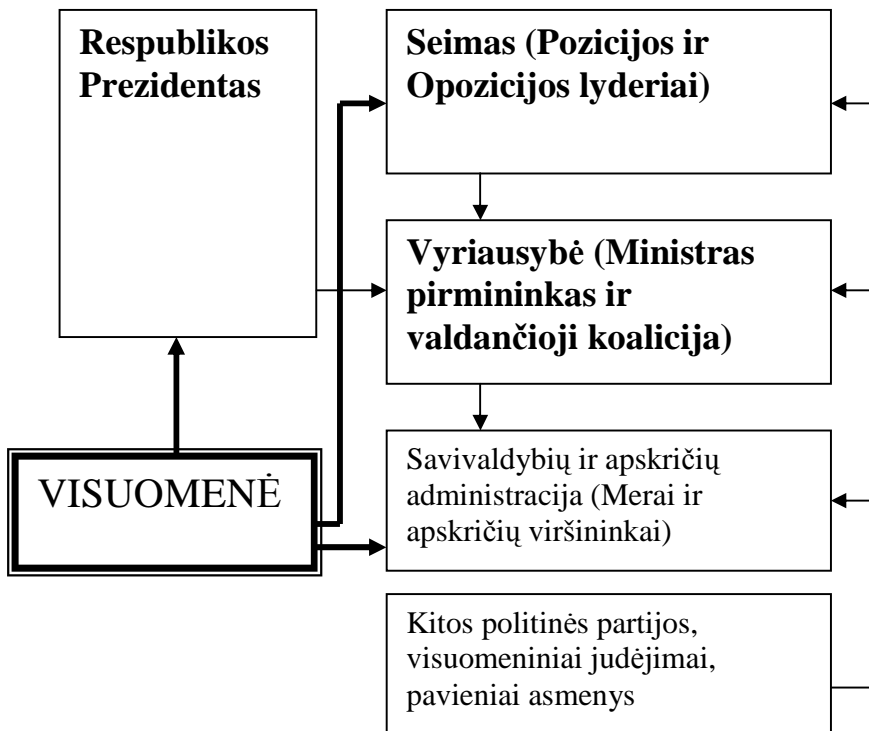 Respublikos
Prezidentas
Seimas (Pozicijos ir
Opozicijos lyderiai)
Vyriausybė (Ministras
pirmininkas ir
valdančioji koalicija)
VISUOMENĖ
Savivaldybių ir apskričių
administracija (Merai ir
apskričių viršininkai)
Kitos politinės partijos,
visuomeniniai judėjimai,
pavieniai asmenys